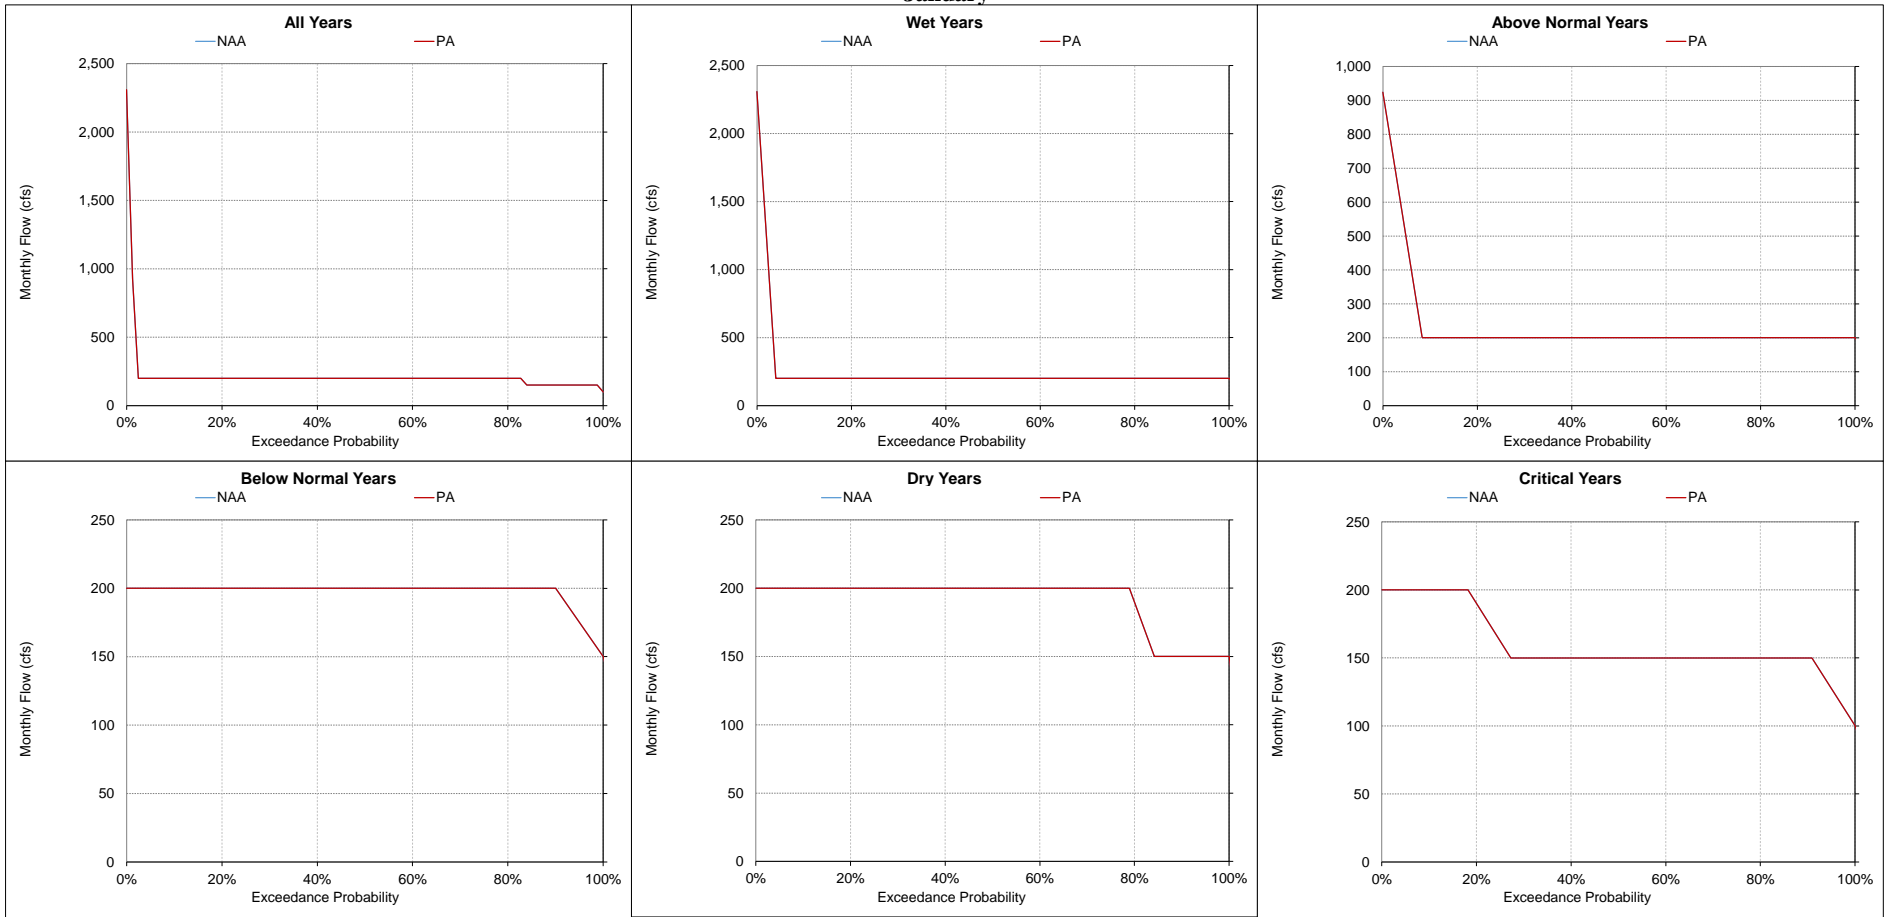 All Years
NAA PA
2,500
2,000
1,500
1,000
500
0
0% 20% 40% 60% 80% 100%
Monthly Flow (cfs)
Exceedance Probability
Wet Years
NAA PA
2,500
2,000
1,500
1,000
500
0
0% 20% 40% 60% 80% 100%
Monthly Flow (cfs)
Exceedance Probability
Above Normal Years
NAA PA
1,000
900
800
700
600
500
400
300
200
100
0
0% 20% 40% 60% 80% 100%
Monthly Flow (cfs)
Exceedance Probability
Below Normal Years
NAA PA
250
200
150
100
50
0
0% 20% 40% 60% 80% 100%
Monthly Flow (cfs)
Exceedance Probability
Dry Years
NAA PA
250
200
150
100
50
0
0% 20% 40% 60% 80% 100%
Monthly Flow (cfs)
Exceedance Probability
Critical Years
NAA PA
250
200
150
100
50
0
0% 20% 40% 60% 80% 100%
Monthly Flow (cfs)
Exceedance Probability